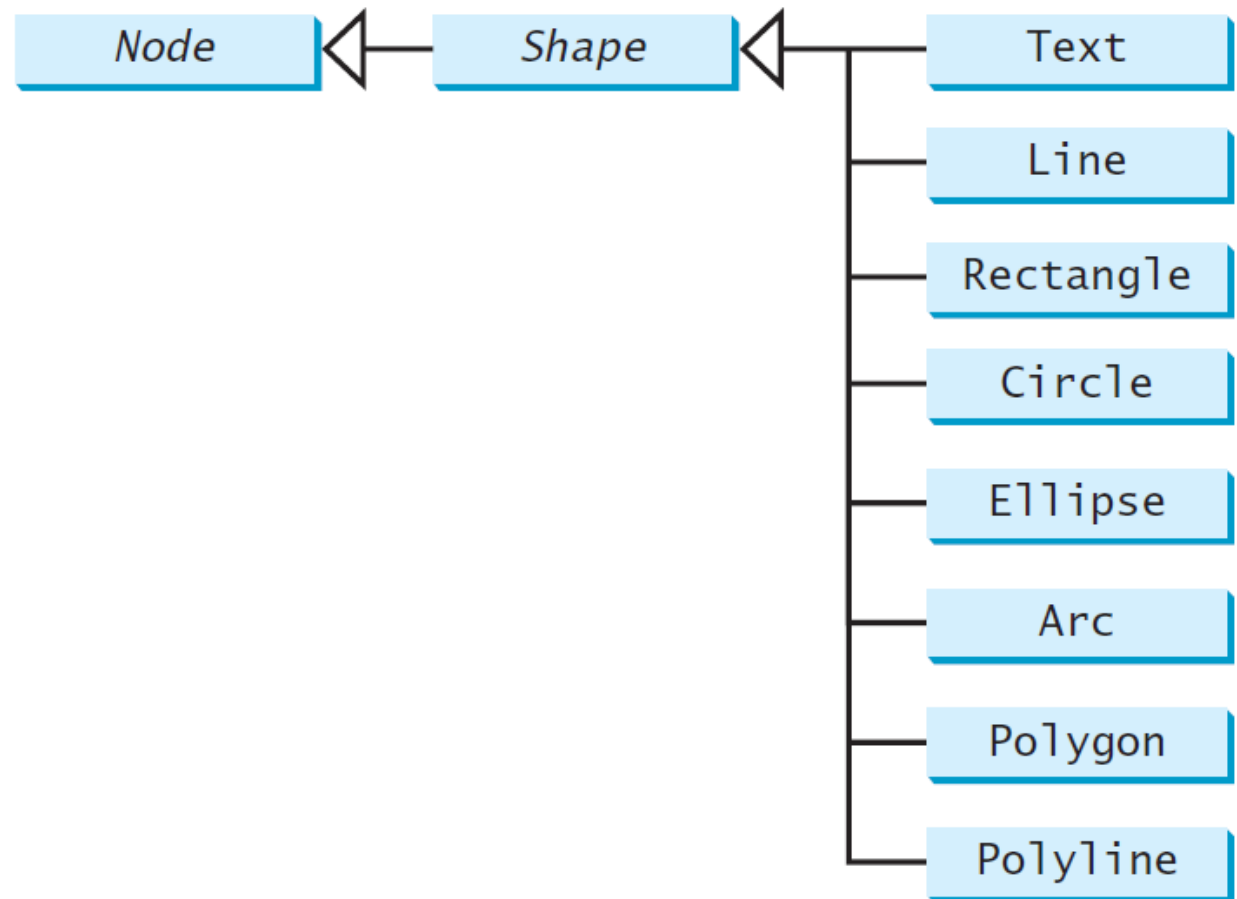 Node
Shape
Text
Line
Rectangle
Circle
Ellipse
Arc
Polygon
Polyline